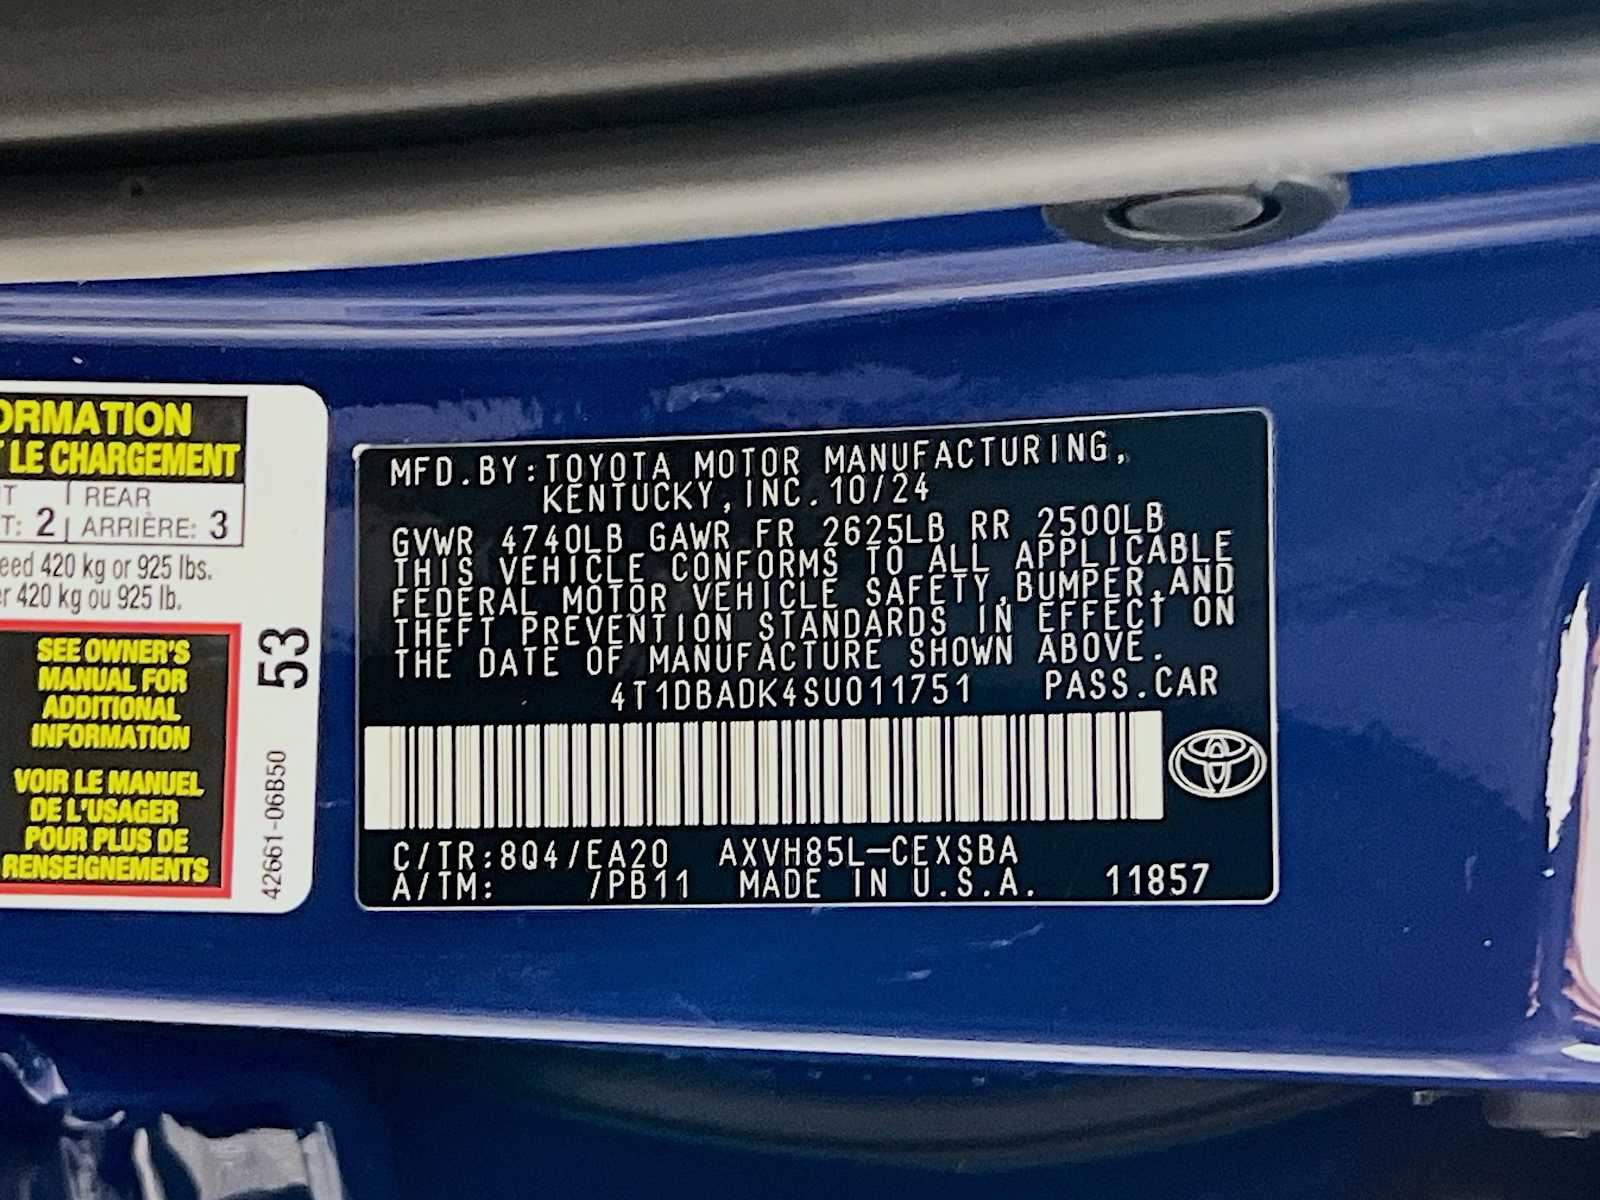 ORMATION
T LE CHARGEMENT
T | REAR
T: 2 | ARRIÈRE: 3
eed 420 kg or 925 lbs.
r 420 kg ou 925 lb.
SEE OWNER'S
MANUAL FOR
ADDITIONAL
INFORMATION
VOIR LE MANUEL
DE L'USAGER
POUR PLUS DE
RENSEIGNEMENTS
53
42661-06B50
MFD.BY:TOYOTA MOTOR MANUFACTURING,
KENTUCKY,INC.10/24
GVWR 4740LB GAWR FR 2625LB RR 2500LB
THIS VEHICLE CONFORMS TO ALL APPLICABLE
FEDERAL MOTOR VEHICLE SAFETY,BUMPER,AND
THEFT PREVENTION STANDARDS IN EFFECT ON
THE DATE OF MANUFACTURE SHOWN ABOVE.
4T1DBADK4SU011751 PASS.CAR
C/TR:8Q4/EA20 AXVH85L-CEXSBA
A/TM: /PB11 MADE IN U.S.A. 11857